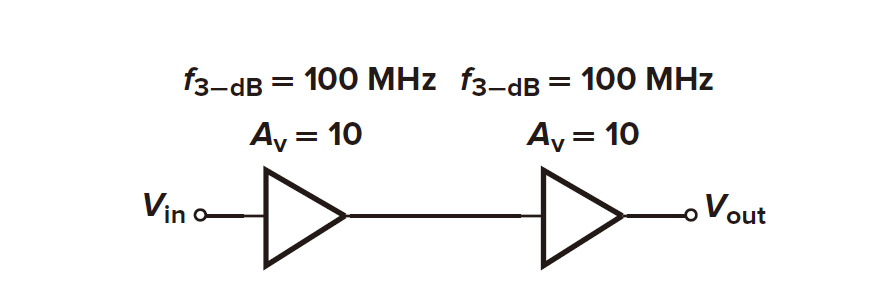 f3–dB = 100 MHz f3–dB = 100 MHz
Av = 10 Av = 10
Vin Vout